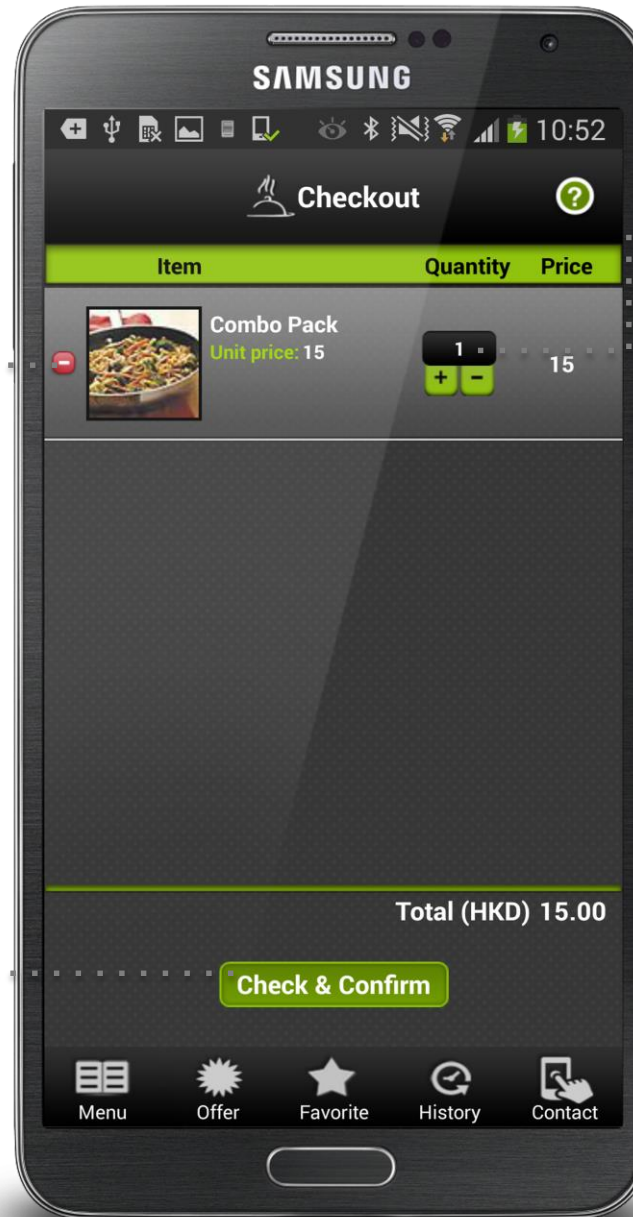 SAMSUNG
10:52
Checkout
?
Item Quantity Price
Combo Pack
Unit price: 15
1
15
+ -
Total (HKD) 15.00
Check & Confirm
Menu Offer Favorite History Contact